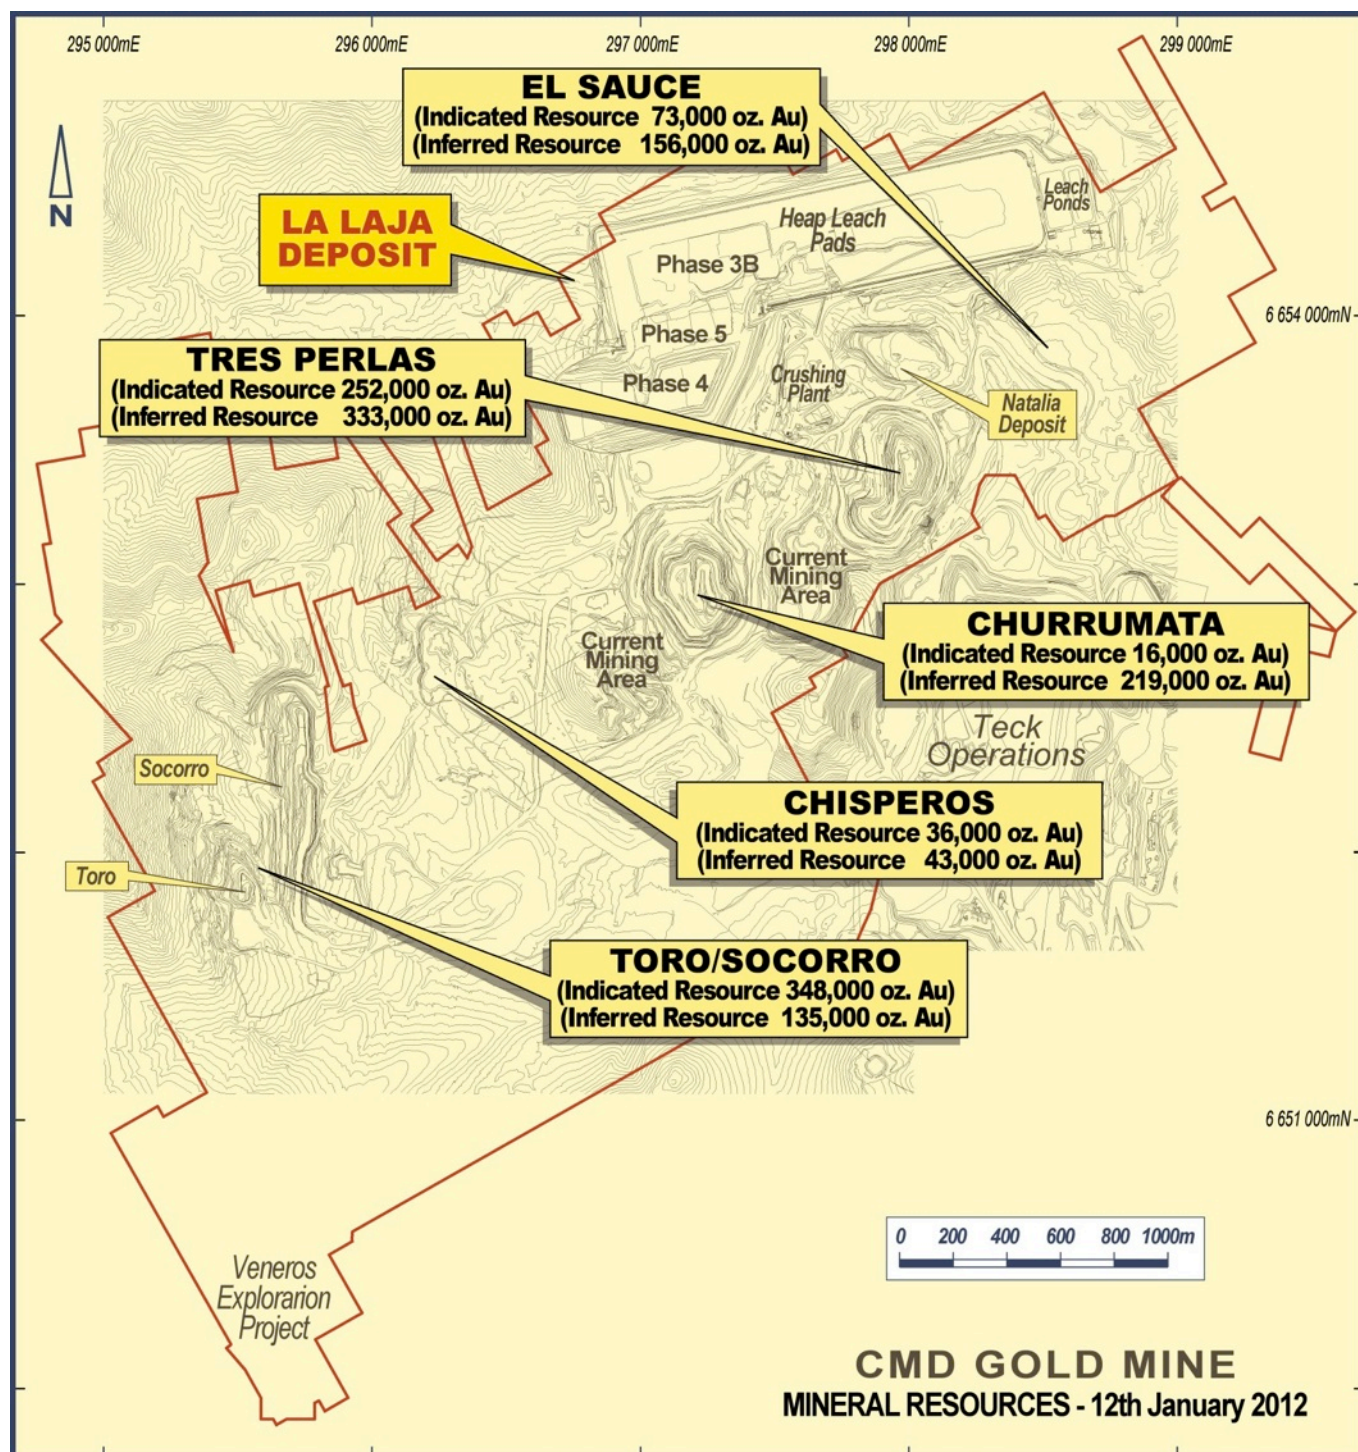 295 000mE
296 000mE
297 000mE
298 000mE
299 000mE
EL SAUCE
(Indicated Resource 73,000 oz. Au)
(Inferred Resource 156,000 oz. Au)
N
LA LAJA
DEPOSIT
Leach
Ponds
Heap Leach
Pads
Phase 3B
6 654 000mN
Phase 5
TRES PERLAS
(Indicated Resource 252,000 oz. Au)
(Inferred Resource 333,000 oz. Au)
Phase 4
Crushing
Plant
Natalia
Deposit
Current
Mining
Area
CHURRUMATA
(Indicated Resource 16,000 oz. Au)
(Inferred Resource 219,000 oz. Au)
Current
Mining
Area
Teck
Operations
Socorro
CHISPEROS
(Indicated Resource 36,000 oz. Au)
(Inferred Resource 43,000 oz. Au)
Toro
TORO/SOCORRO
(Indicated Resource 348,000 oz. Au)
(Inferred Resource 135,000 oz. Au)
6 651 000mN
0 200 400 600 800 1000m
Veneros
Explorarion
Project
CMD GOLD MINE
MINERAL RESOURCES - 12th January 2012